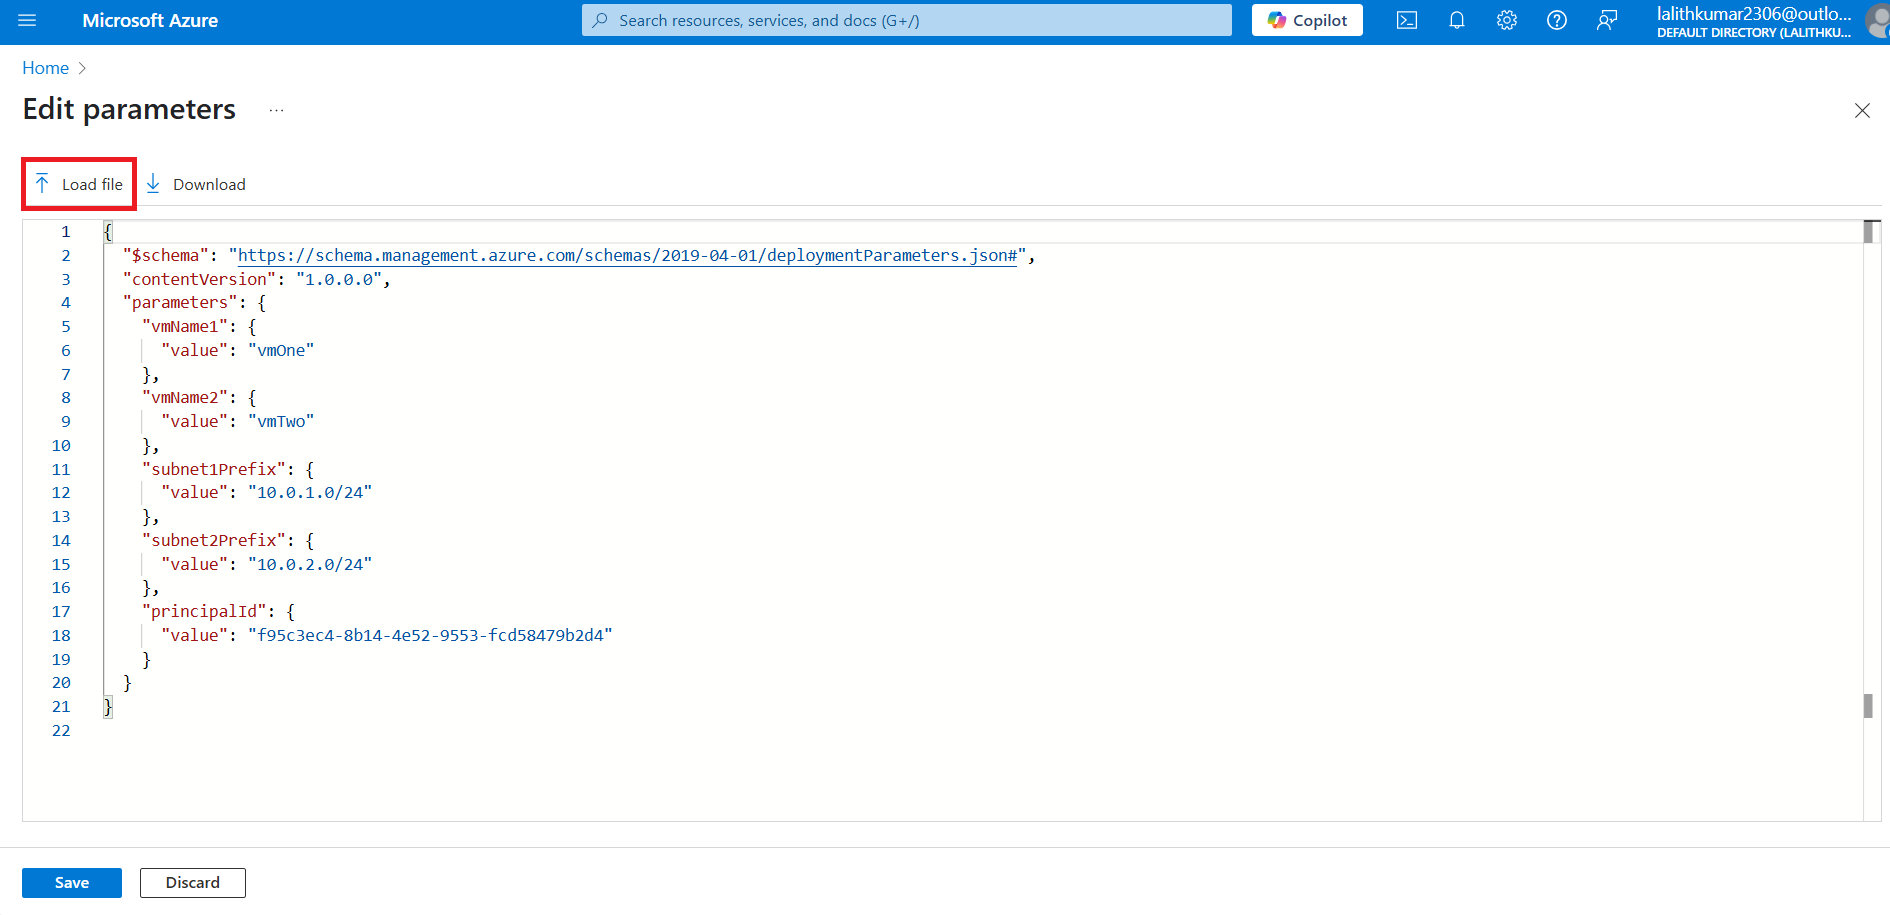 Microsoft Azure
Search resources, services, and docs (G+/)
Copilot
lalithkumar2306@outlo...
DEFAULT DIRECTORY (LALITHKU...
Home
Edit parameters ...
Load file
Download
1 {
2 "$schema": "https://schema.management.azure.com/schemas/2019-04-01/deploymentParameters.json#",
3 "contentVersion": "1.0.0.0",
4 "parameters": {
5 "vmName1": {
6 "value": "vmOne"
7 },
8 "vmName2": {
9 "value": "vmTwo"
10 },
11 "subnet1Prefix": {
12 "value": "10.0.1.0/24"
13 },
14 "subnet2Prefix": {
15 "value": "10.0.2.0/24"
16 },
17 "principalId": {
18 "value": "f95c3ec4-8b14-4e52-9553-fcd58479b2d4"
19 }
20 }
21 }
22
Save
Discard